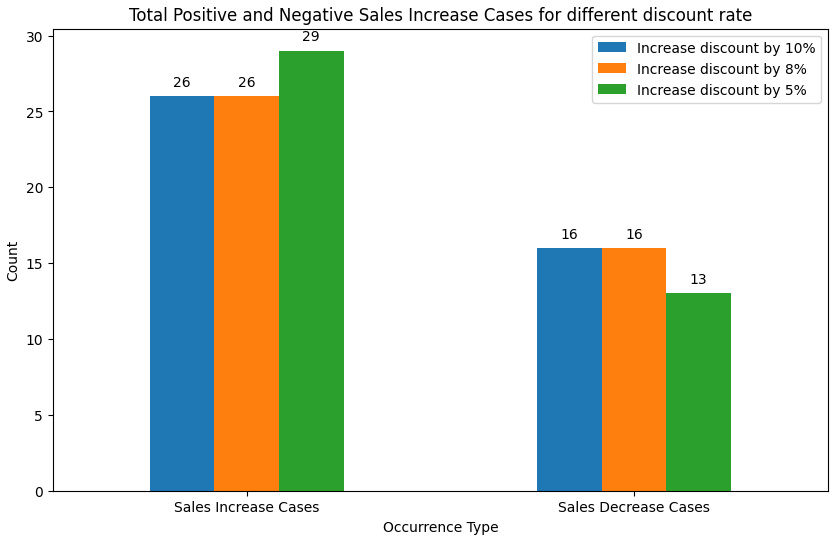 Total Positive and Negative Sales Increase Cases for different discount rate
Increase discount by 10%
Increase discount by 8%
Increase discount by 5%
30
25
20
15
10
5
0
Count
26
26
29
16
16
13
Sales Increase Cases
Sales Decrease Cases
Occurrence Type